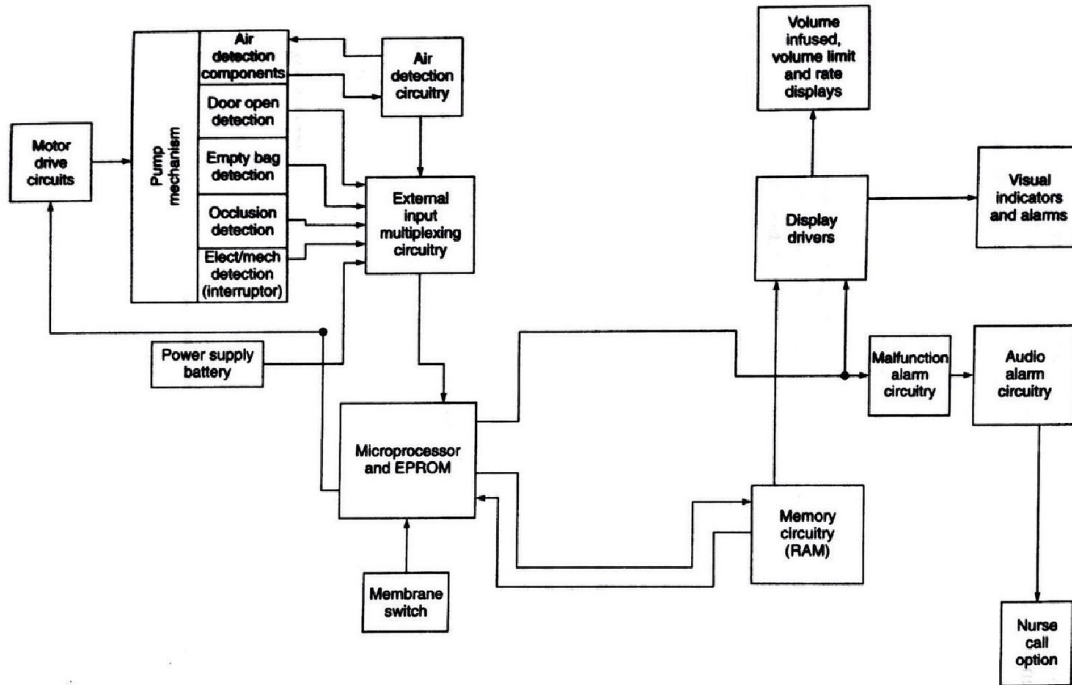 Volume
infused,
volume limit
and rate
displays
Air
detection
components
Air
detection
circuitry
Door open
detection
Motor
drive
circuits
Pump
mechanism
Empty bag
detection
External
input
multiplexing
circuitry
Display
drivers
Visual
indicators
and alarms
Occlusion
detection
Elect/mech
detection
(interruptor)
Power supply
battery
Malfunction
alarm
circuitry
Audio
alarm
circuitry
Microprocessor
and EPROM
Memory
circuitry
(RAM)
Membrane
switch
Nurse
call
option